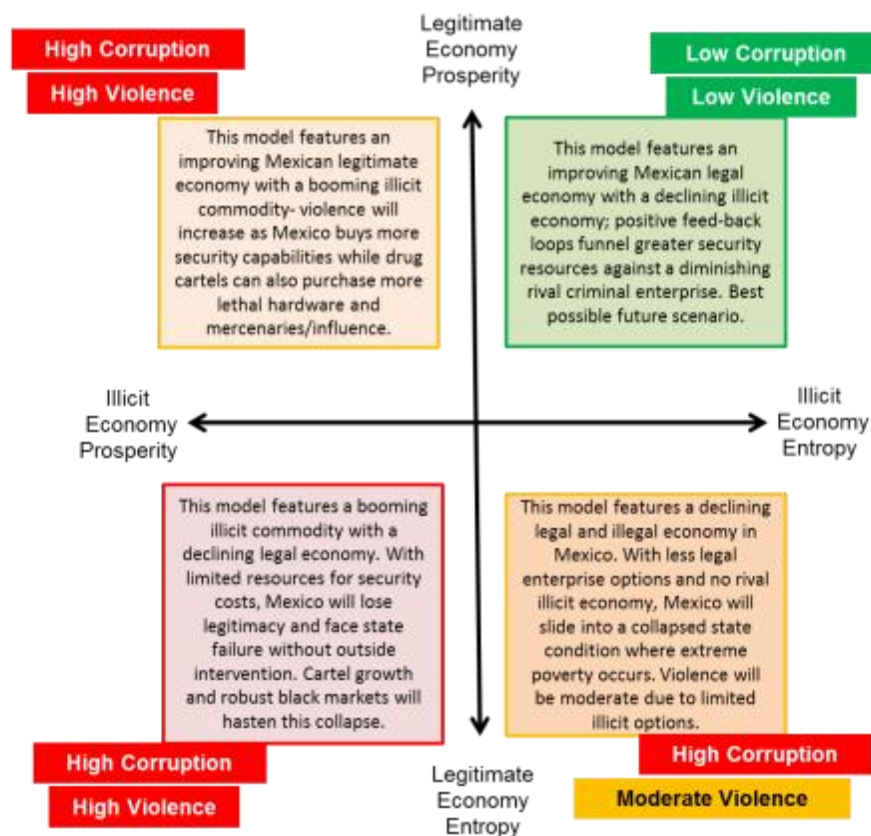 High Corruption
High Violence
Legitimate
Economy
Prosperity
Low Corruption
Low Violence
This model features an
improving Mexican legitimate
economy with a booming illicit
commodity- violence will
increase as Mexico buys more
security capabilities while drug
cartels can also purchase more
lethal hardware and
mercenaries/influence.
This model features an
improving Mexican legal
economy with a declining illicit
economy; positive feed-back
loops funnel greater security
resources against a diminishing
rival criminal enterprise. Best
possible future scenario.
Illicit
Economy
Prosperity
Illicit
Economy
Entropy
This model features a booming
illicit commodity with a
declining legal economy. With
limited resources for security
costs, Mexico will lose
legitimacy and face state
failure without outside
intervention. Cartel growth
and robust black markets will
hasten this collapse.
This model features a declining
legal and illegal economy in
Mexico. With less legal
enterprise options and no rival
illicit economy, Mexico will
slide into a collapsed state
condition where extreme
poverty occurs. Violence will
be moderate due to limited
illicit options.
High Corruption
High Violence
Legitimate
Economy
Entropy
High Corruption
Moderate Violence